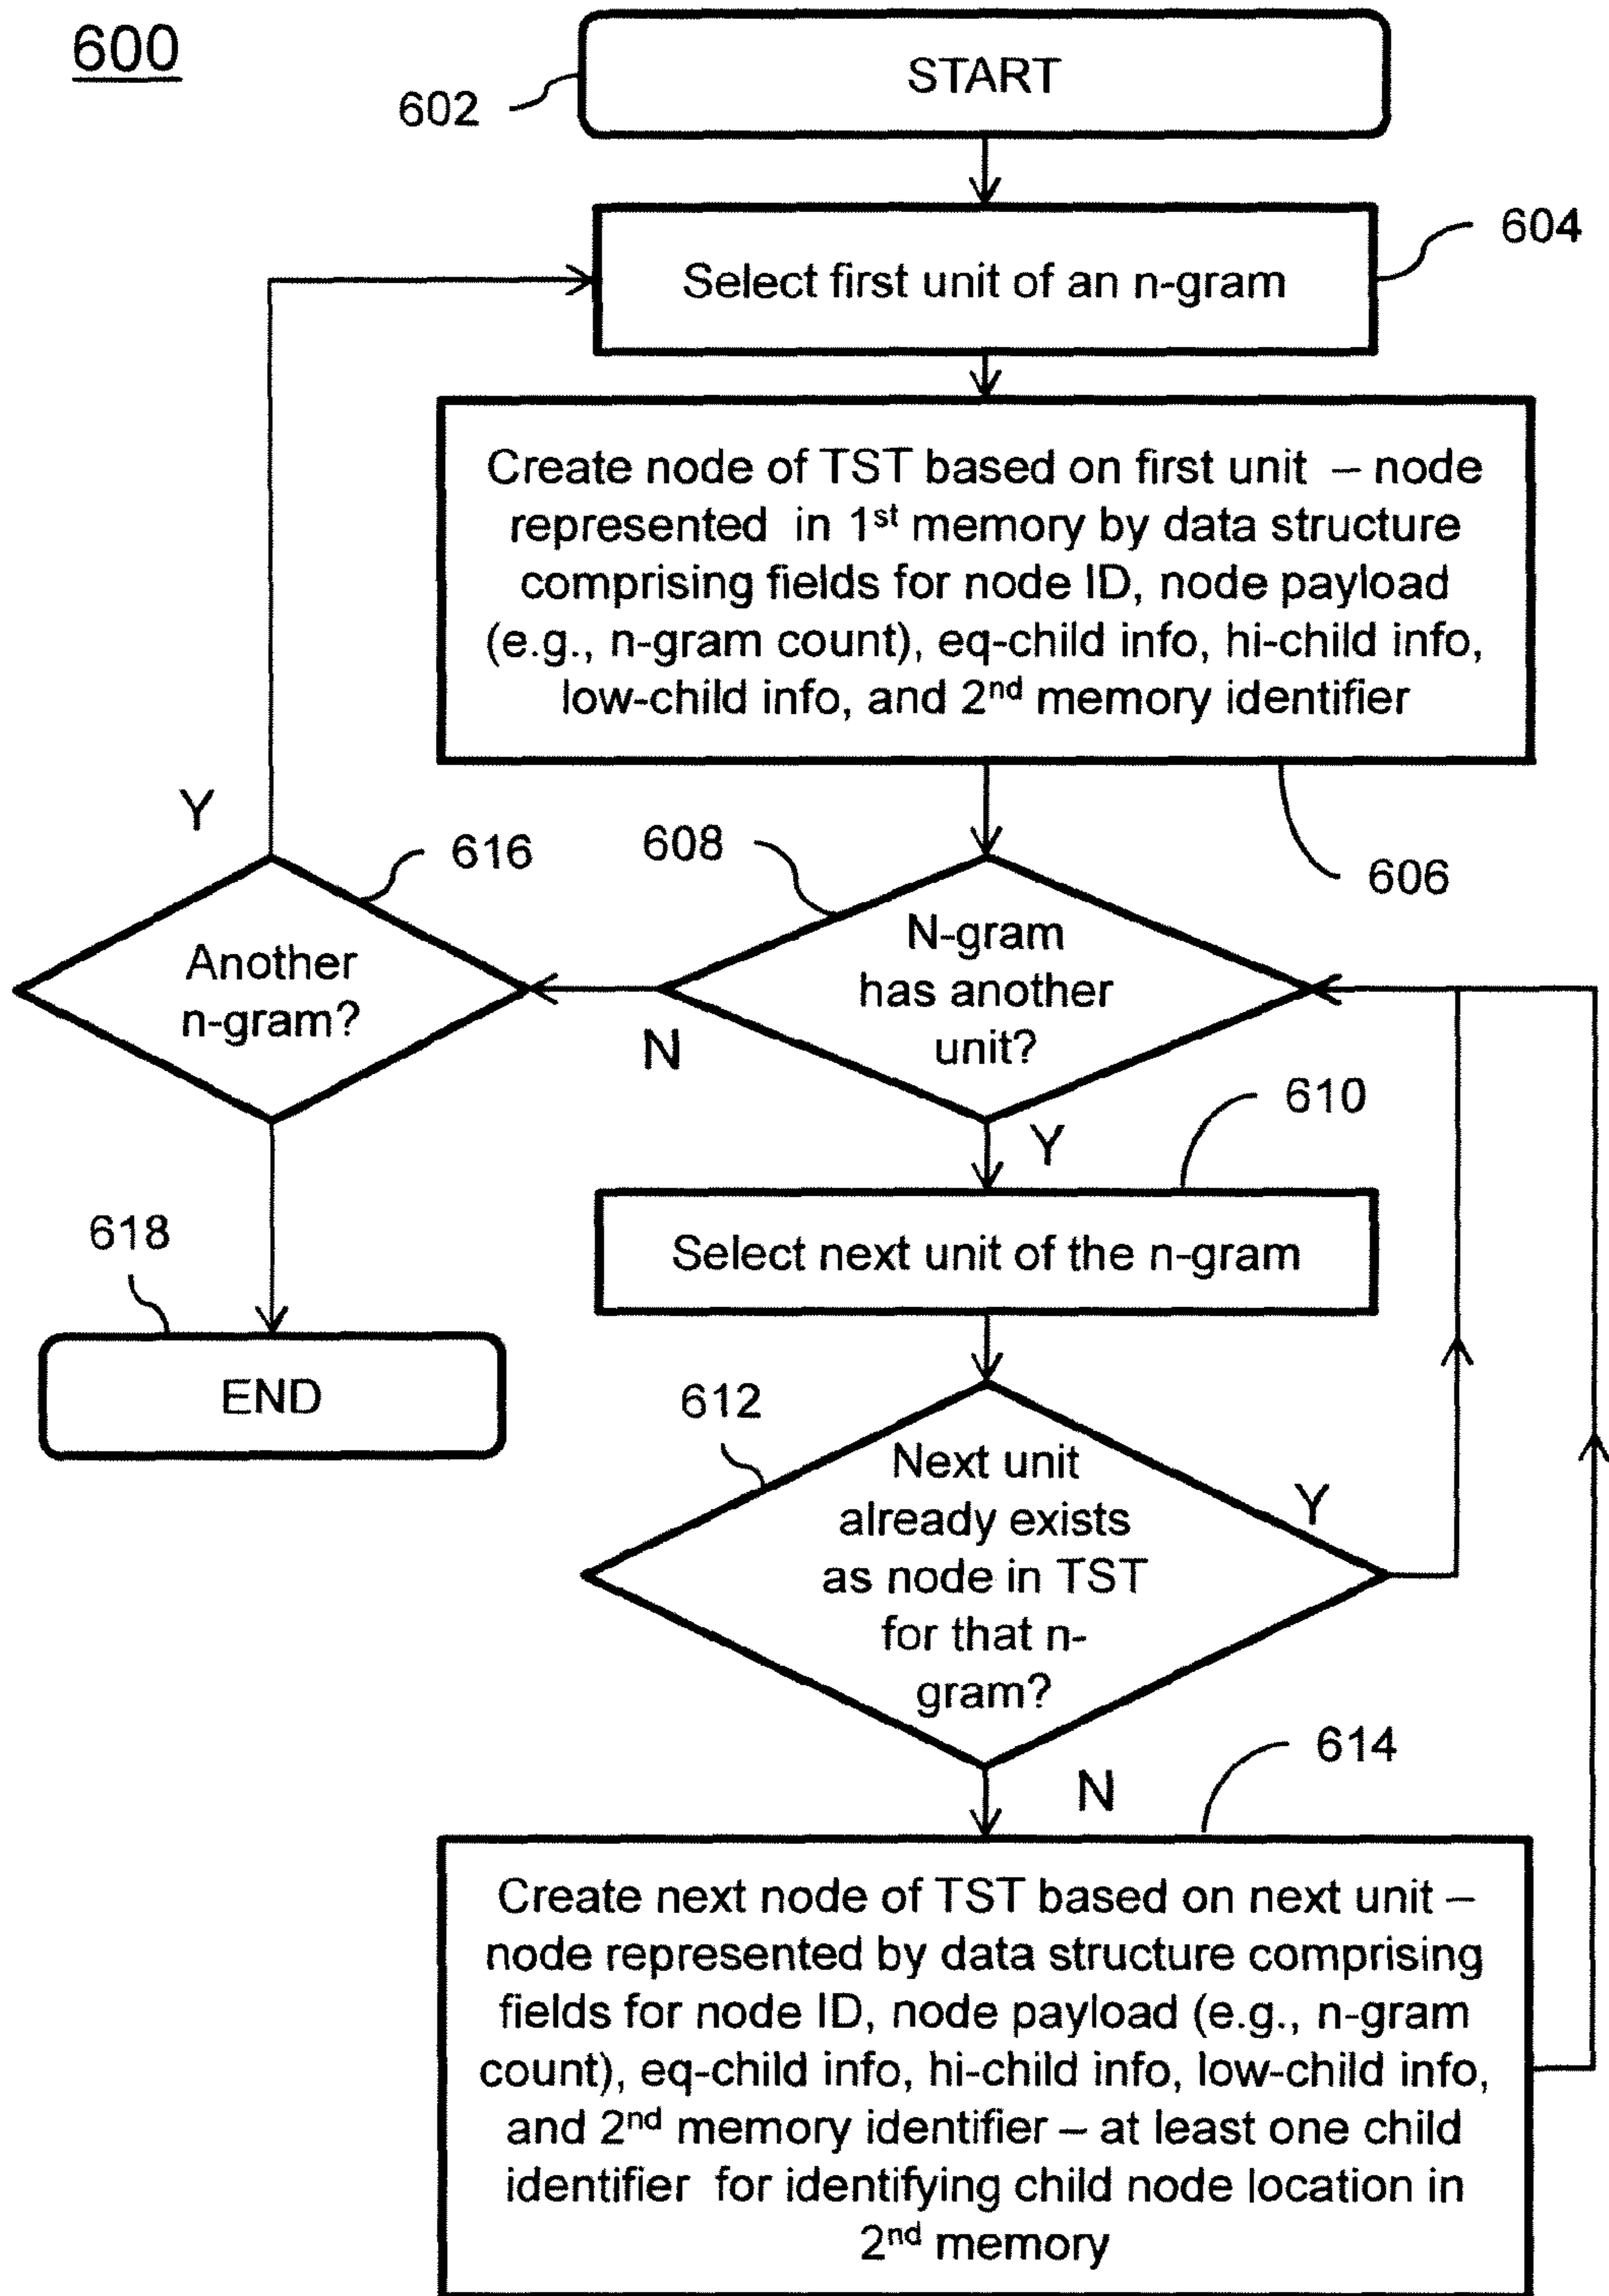 600
START
602
604
Select first unit of an n-gram
Create node of TST based on first unit – node
represented in 1st memory by data structure
comprising fields for node ID, node payload
(e.g., n-gram count), eq-child info, hi-child info,
low-child info, and 2nd memory identifier
606
608
N-gram
has another
unit?
N
Y
616
Another
n-gram?
Y
618
END
610
Select next unit of the n-gram
612
Next unit
already exists
as node in TST
for that n-
gram?
Y
N
614
Create next node of TST based on next unit –
node represented by data structure comprising
fields for node ID, node payload (e.g., n-gram
count), eq-child info, hi-child info, low-child info,
and 2nd memory identifier – at least one child
identifier for identifying child node location in
2nd memory